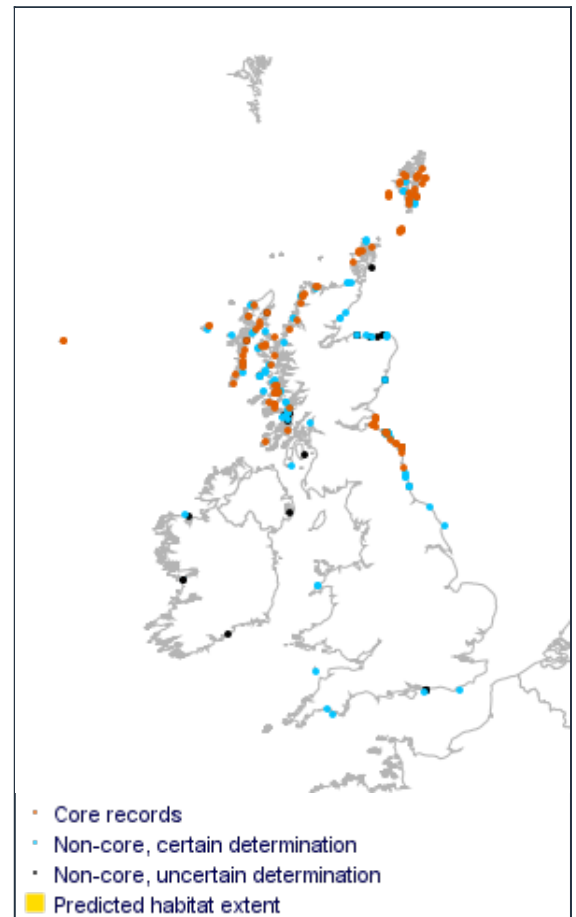 Core records
Non-core, certain determination
Non-core, uncertain determination
Predicted habitat extent